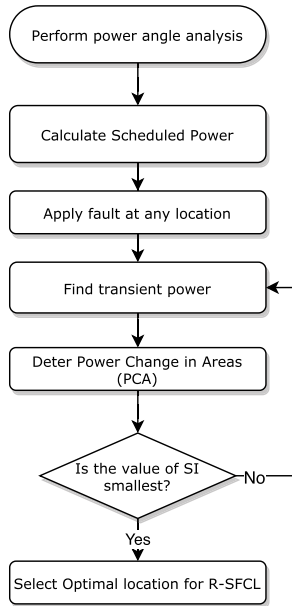 Perform power angle analysis
Calculate Scheduled Power
Apply fault at any location
Find transient power
Deter Power Change in Areas
(PCA)
Is the value of SI
smallest?
No
Yes
Select Optimal location for R-SFCL